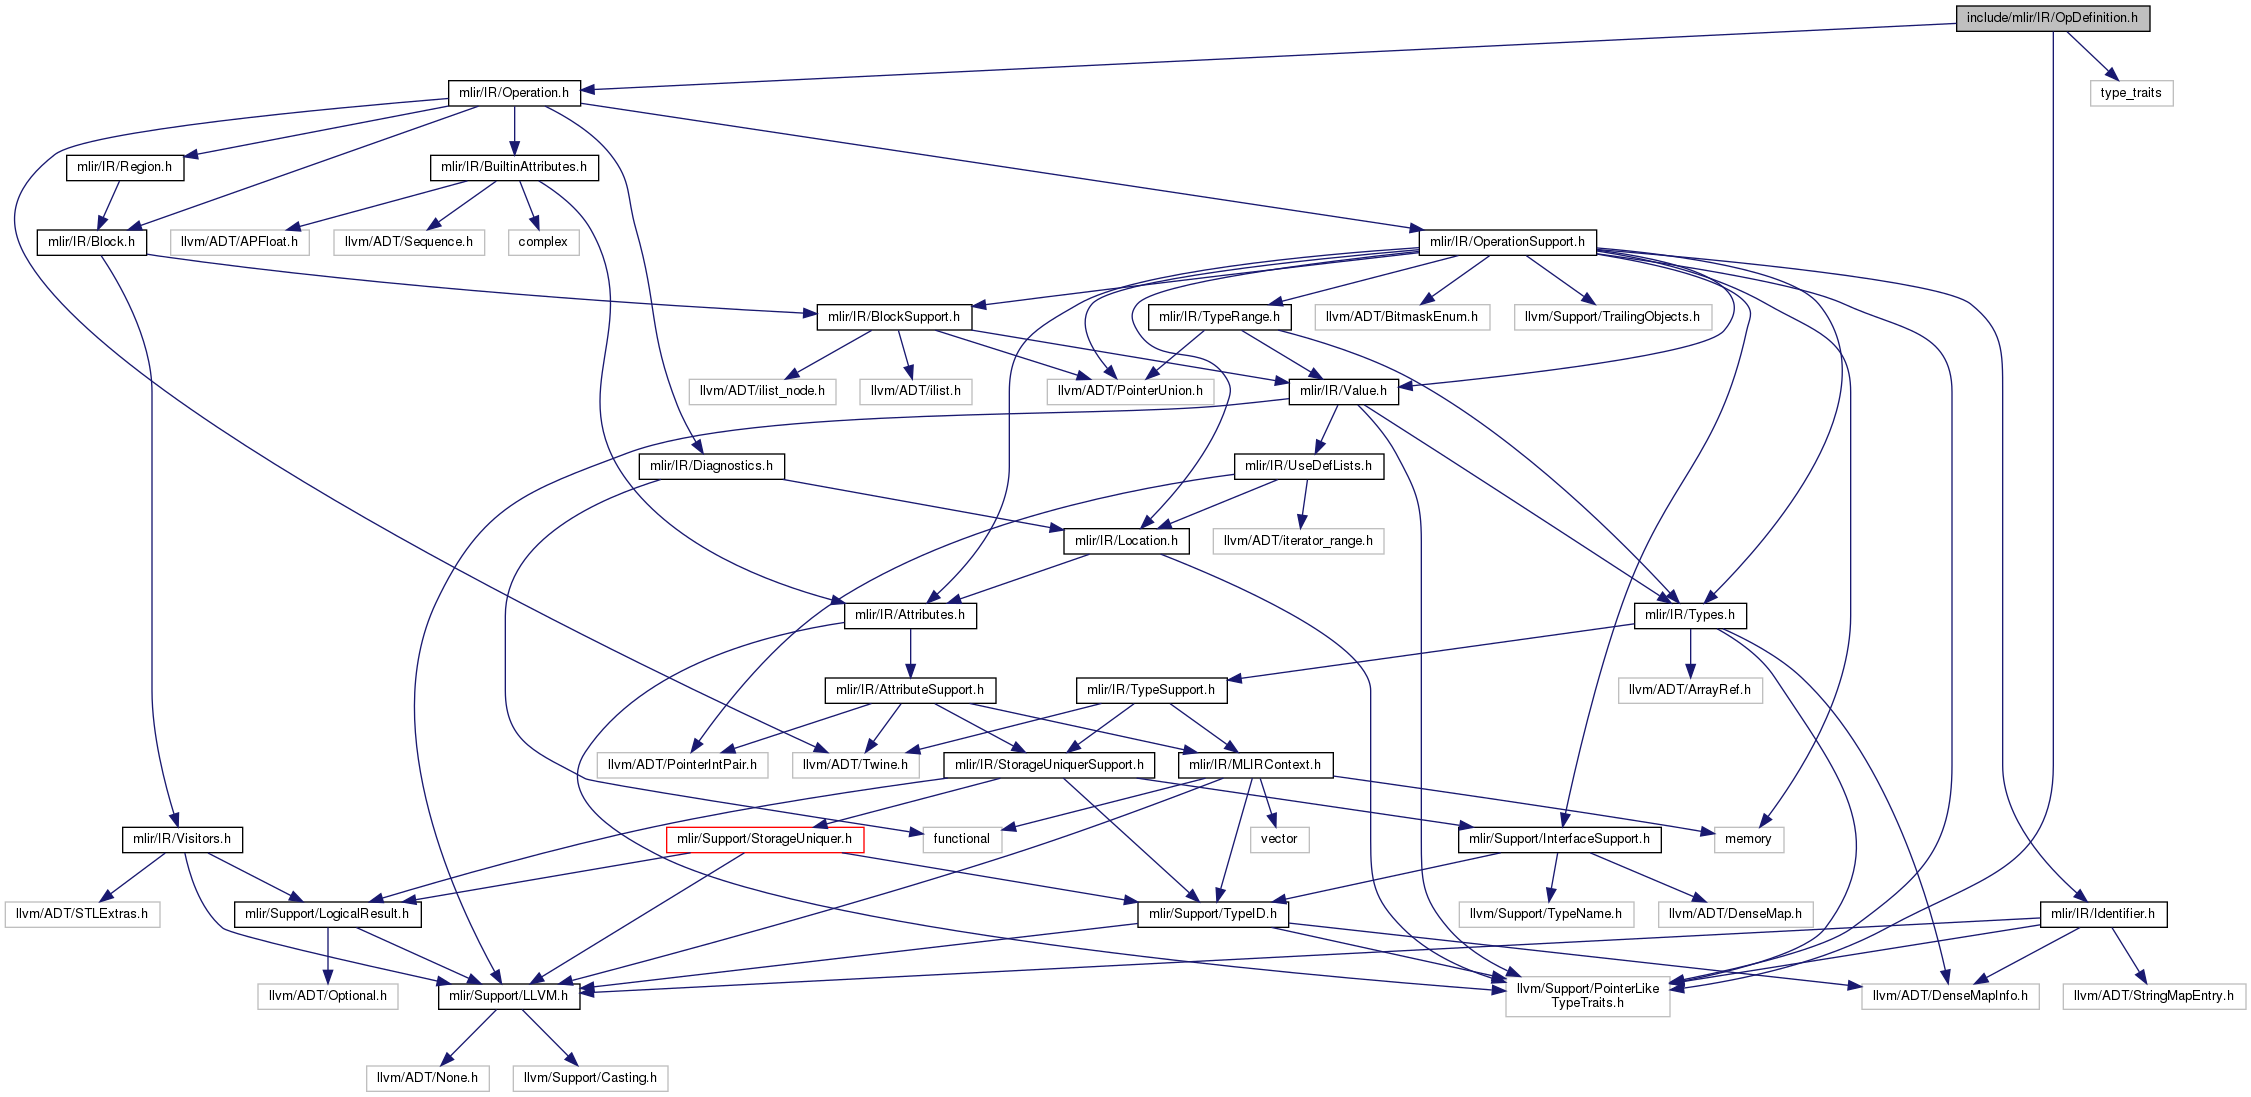 include/mlir/IR/OpDefinition.h
mlir/IR/Operation.h
type_traits
mlir/IR/Region.h
mlir/IR/BuiltinAttributes.h
mlir/IR/Block.h
llvm/ADT/APFloat.h
llvm/ADT/Sequence.h
complex
mlir/IR/OperationSupport.h
mlir/IR/BlockSupport.h
mlir/IR/TypeRange.h
llvm/ADT/BitmaskEnum.h
llvm/Support/TrailingObjects.h
llvm/ADT/ilist_node.h
llvm/ADT/ilist.h
llvm/ADT/PointerUnion.h
mlir/IR/Value.h
mlir/IR/Diagnostics.h
mlir/IR/UseDefLists.h
mlir/IR/Location.h
llvm/ADT/iterator_range.h
mlir/IR/Attributes.h
mlir/IR/Types.h
mlir/IR/AttributeSupport.h
mlir/IR/TypeSupport.h
llvm/ADT/ArrayRef.h
llvm/ADT/PointerIntPair.h
llvm/ADT/Twine.h
mlir/IR/StorageUniquerSupport.h
mlir/IR/MLIRContext.h
mlir/IR/Visitors.h
mlir/Support/StorageUniquer.h
functional
vector
mlir/Support/InterfaceSupport.h
memory
llvm/ADT/STLExtras.h
mlir/Support/LogicalResult.h
mlir/Support/TypeID.h
llvm/Support/TypeName.h
llvm/ADT/DenseMap.h
mlir/IR/Identifier.h
llvm/ADT/Optional.h
mlir/Support/LLVM.h
llvm/Support/PointerLike
TypeTraits.h
llvm/ADT/DenseMapInfo.h
llvm/ADT/StringMapEntry.h
llvm/ADT/None.h
llvm/Support/Casting.h